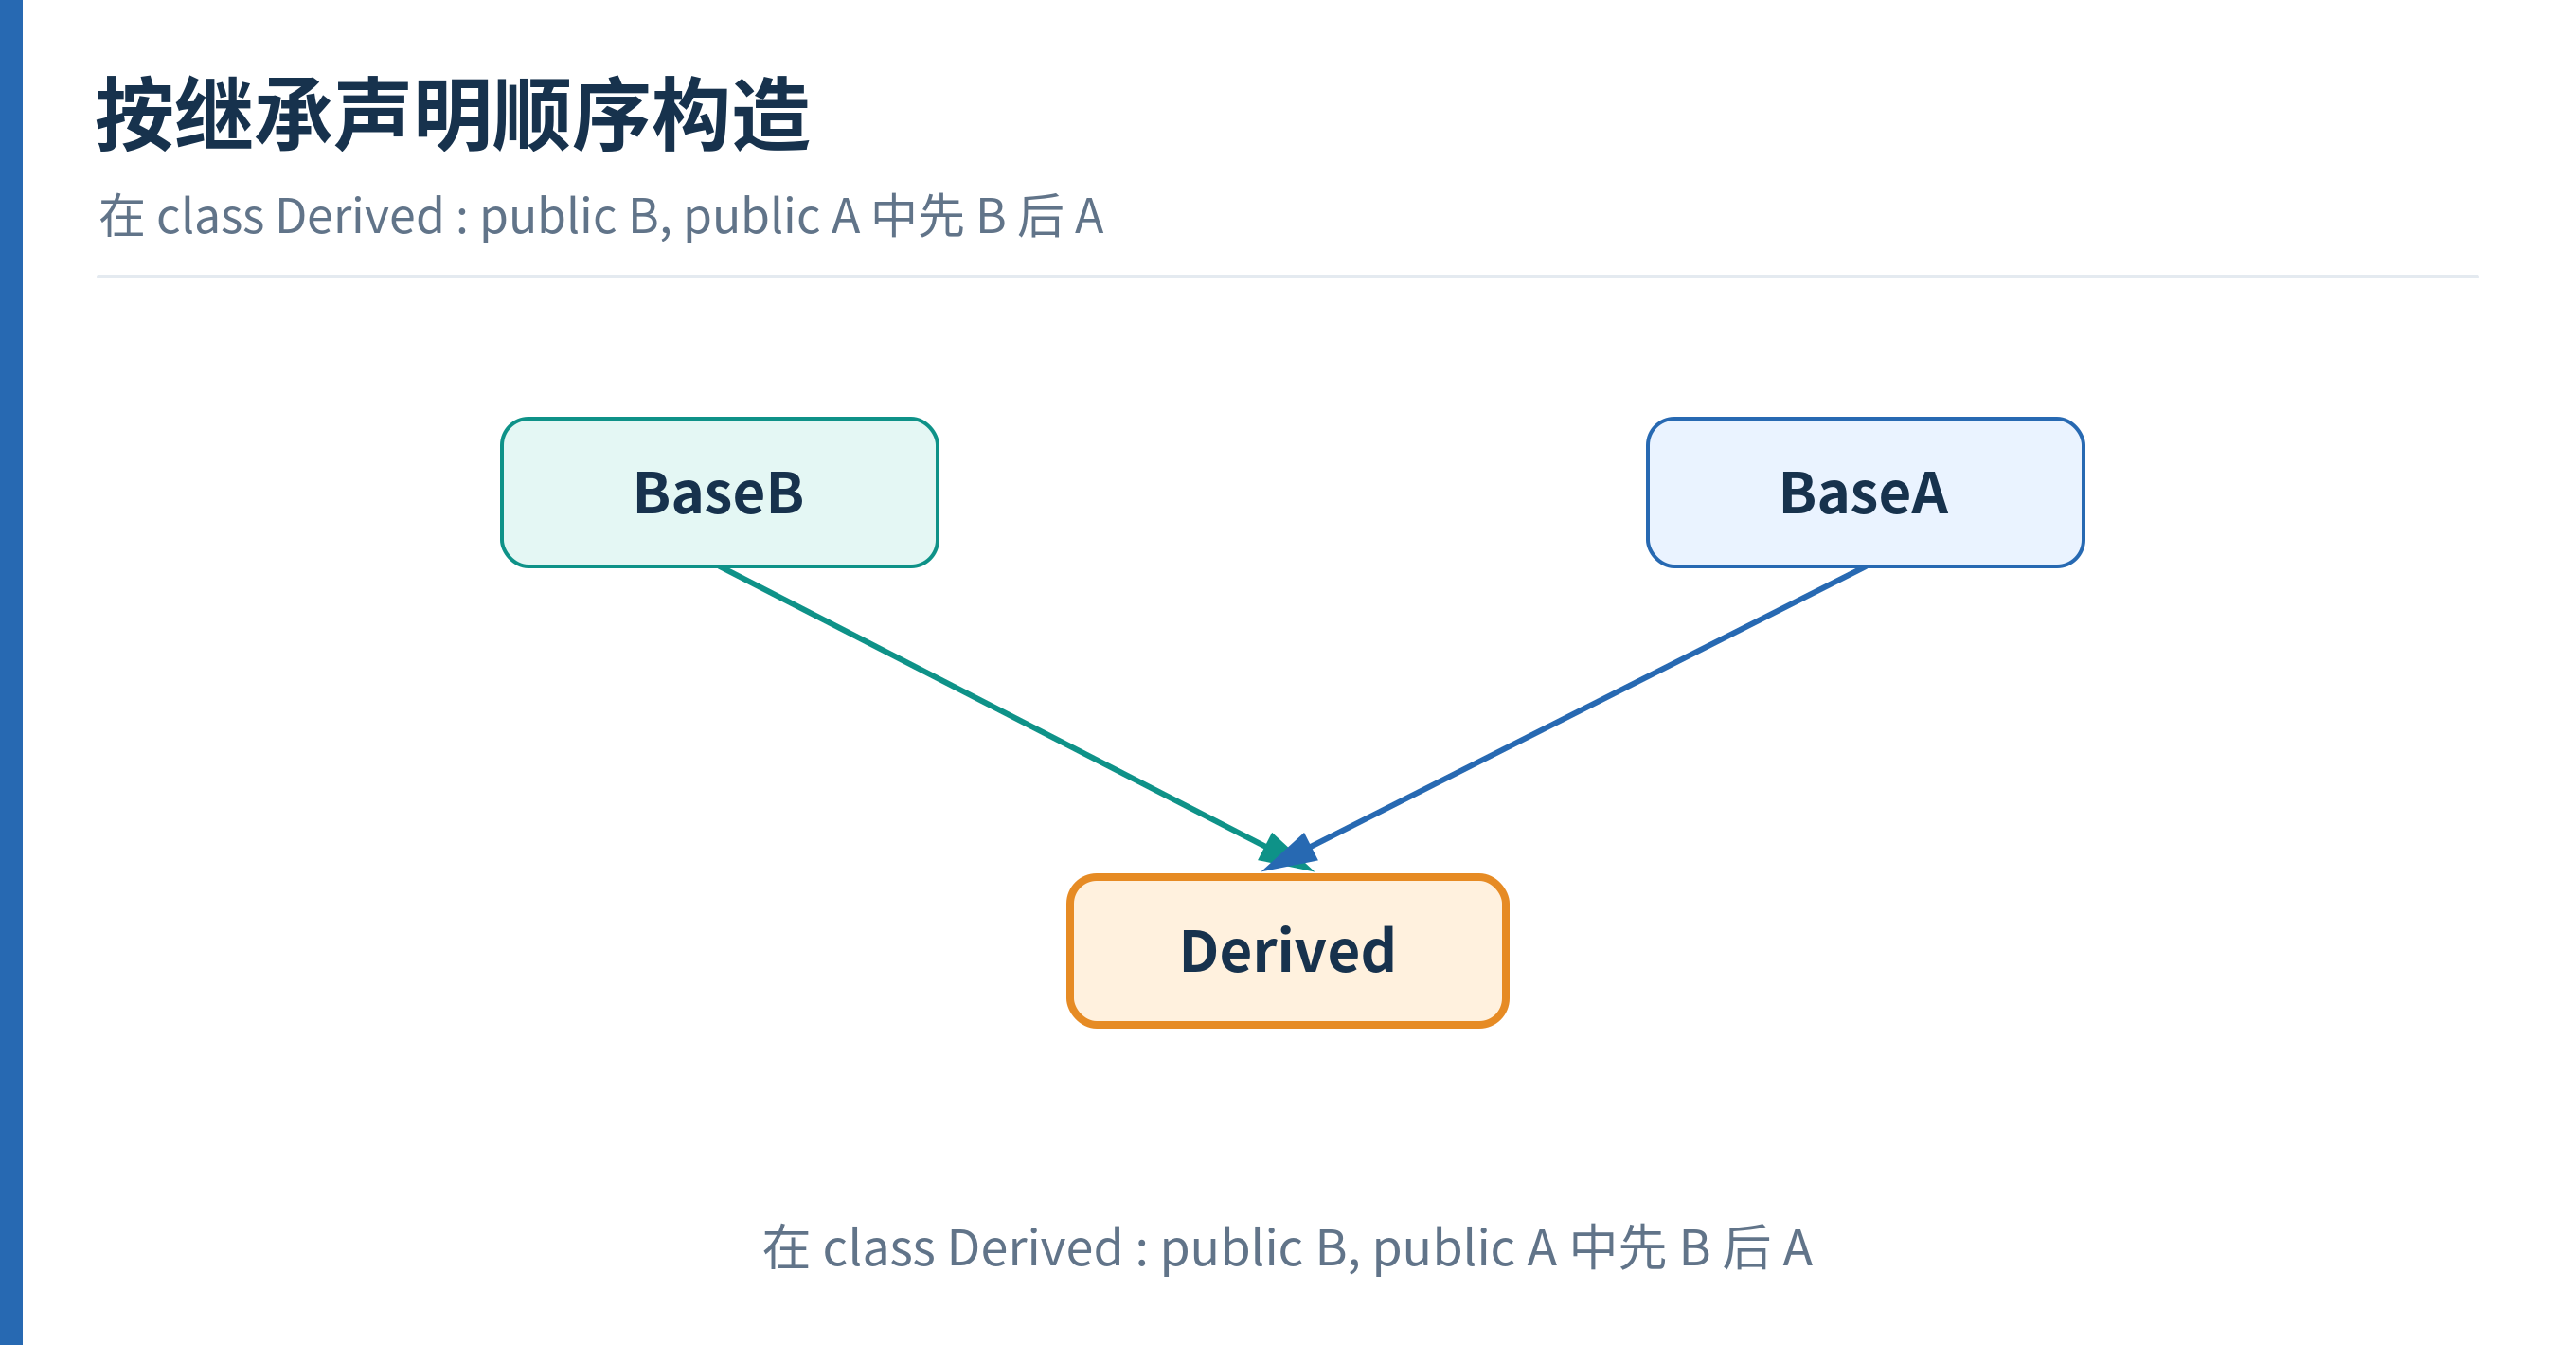 按继承声明顺序构造
在 class Derived : public B, public A 中先 B 后 A
BaseB
BaseA
Derived
在 class Derived : public B, public A 中先 B 后 A